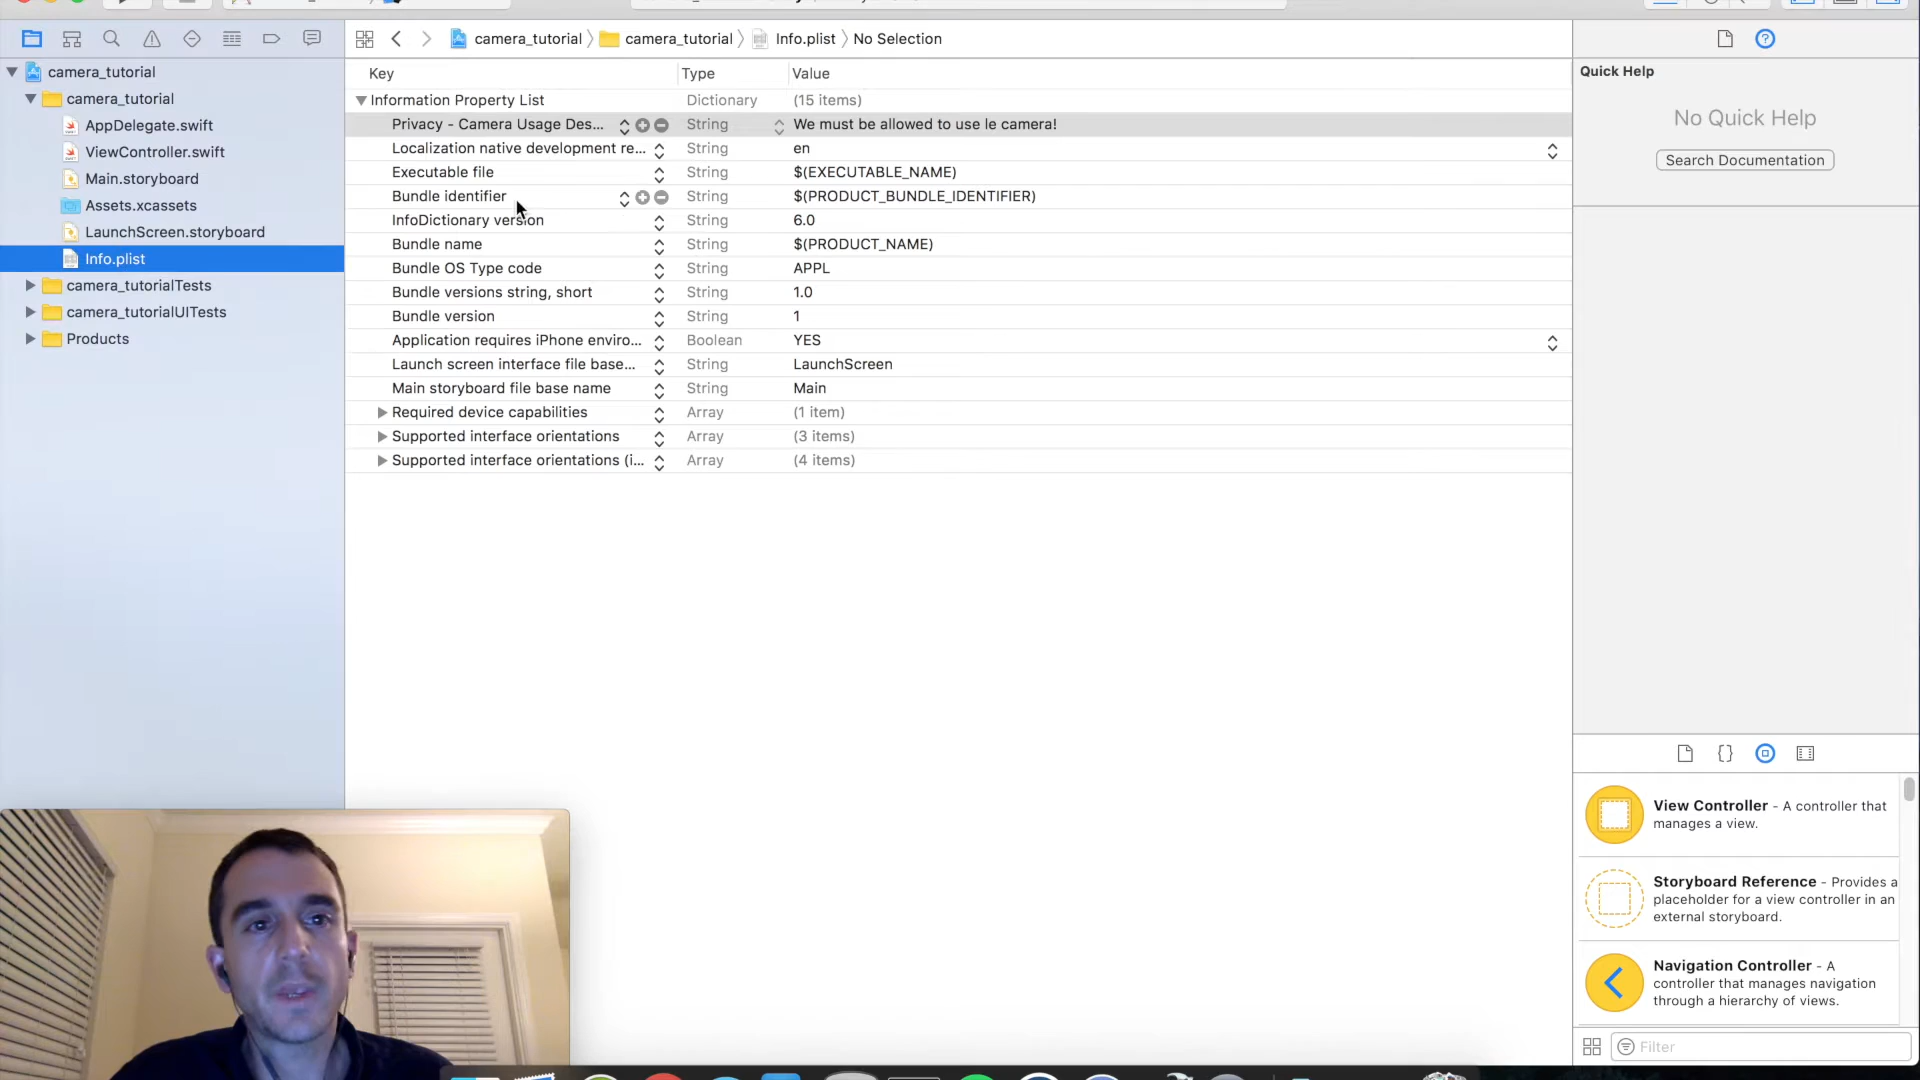 camera_tutorial camera_tutorial Info.plist No Selection
camera_tutorial
camera_tutorial
AppDelegate.swift
ViewController.swift
Main.storyboard
Assets.xcassets
LaunchScreen.storyboard
Info.plist
camera_tutorialTests
camera_tutorialUITests
Products
Key Type Value
Information Property List Dictionary (15 items)
Privacy - Camera Usage Des... String We must be allowed to use le camera!
Localization native development re... String en
Executable file String $(EXECUTABLE_NAME)
Bundle identifier String $(PRODUCT_BUNDLE_IDENTIFIER)
InfoDictionary version String 6.0
Bundle name String $(PRODUCT_NAME)
Bundle OS Type code String APPL
Bundle versions string, short String 1.0
Bundle version String 1
Application requires iPhone enviro... Boolean YES
Launch screen interface file base... String LaunchScreen
Main storyboard file base name String Main
Required device capabilities Array (1 item)
Supported interface orientations Array (3 items)
Supported interface orientations (i... Array (4 items)
Quick Help
No Quick Help
Search Documentation
View Controller - A controller that
manages a view.
Storyboard Reference - Provides a
placeholder for a view controller in an
external storyboard.
Navigation Controller - A
controller that manages navigation
through a hierarchy of views.
Filter